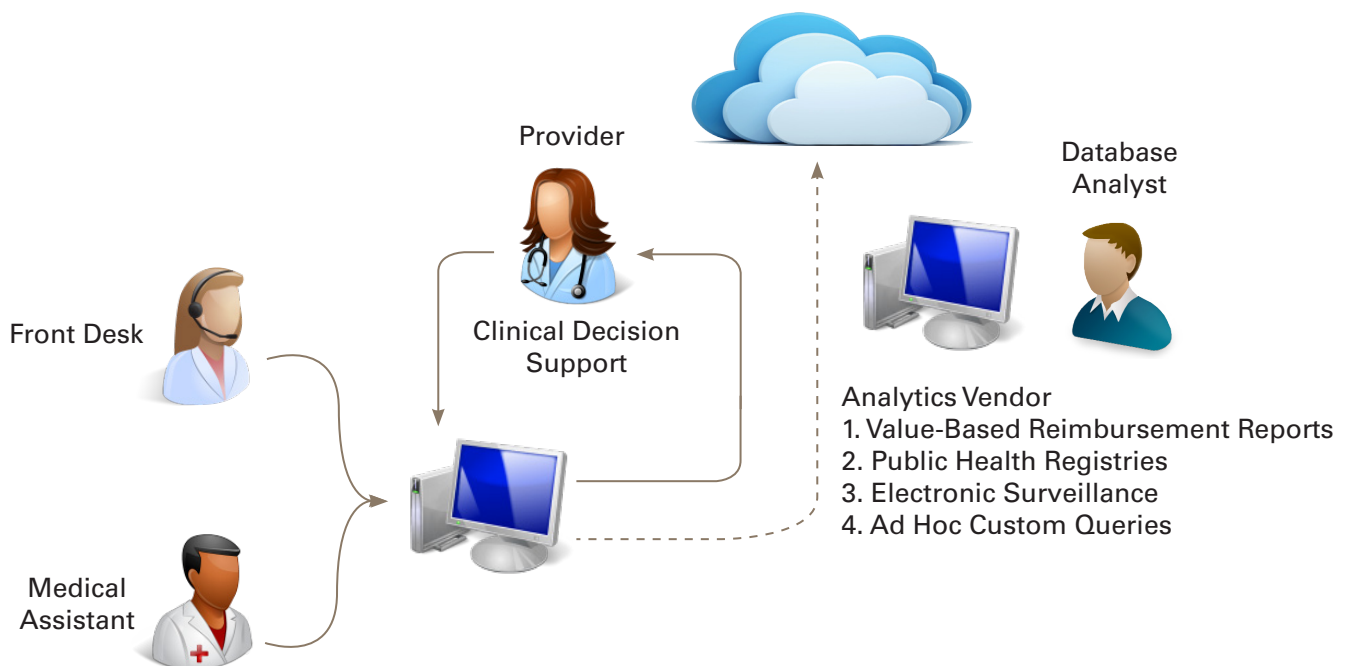 Provider
Database
Analyst
Front Desk
Clinical Decision
Support
Analytics Vendor
1. Value-Based Reimbursement Reports
2. Public Health Registries
3. Electronic Surveillance
4. Ad Hoc Custom Queries
Medical
Assistant